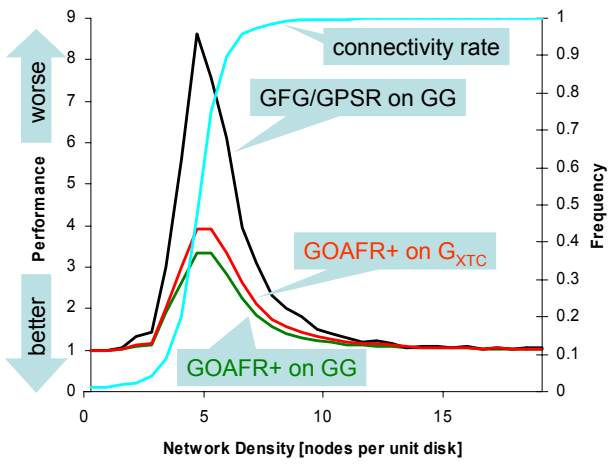 worse
Performance
better
9
8
7
6
5
4
3
2
1
0
connectivity rate
GFG/GPSR on GG
GOAFR+ on GXTC
GOAFR+ on GG
1
0.9
0.8
0.7
0.6
0.5
0.4
0.3
0.2
0.1
0
Frequency
0 5 10 15
Network Density [nodes per unit disk]